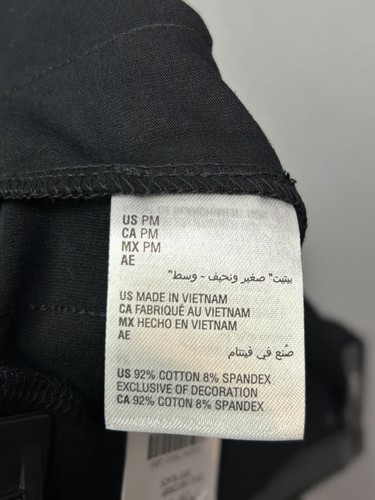 US PM
CA PM
MX PM
AE
بيتيت" صغير ونحيف - وسط"
US MADE IN VIETNAM
CA FABRIQUÉ AU VIETNAM
MX HECHO EN VIETNAM
AE
صُنع في فيتنام
US 92% COTTON 8% SPANDEX
EXCLUSIVE OF DECORATION
CA 92% COTON 8% SPANDEX